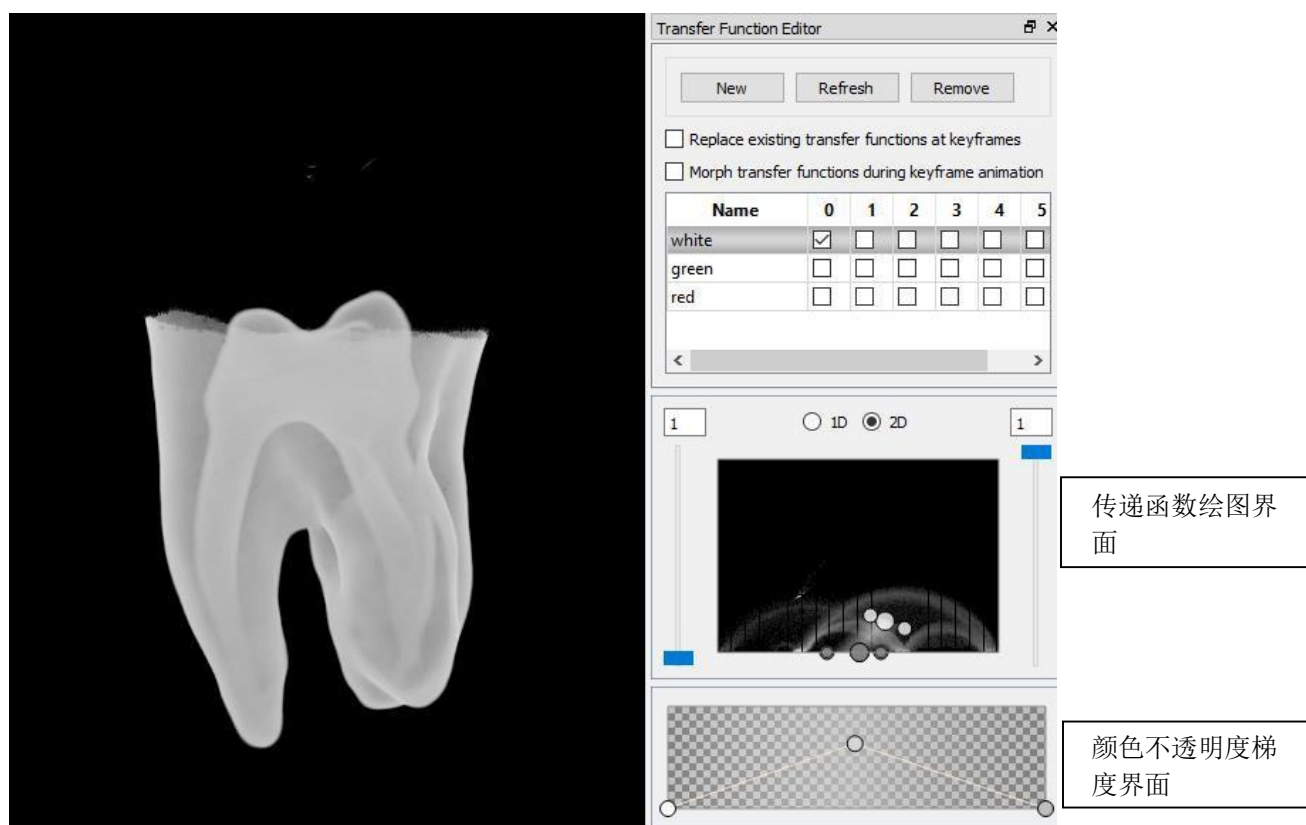 Transfer Function Editor
New Refresh Remove
Replace existing transfer functions at keyframes
Morph transfer functions during keyframe animation
Name 0 1 2 3 4 5
white
green
red
1 1D 2D 1
传递函数绘图界
面
颜色不透明度梯
度界面